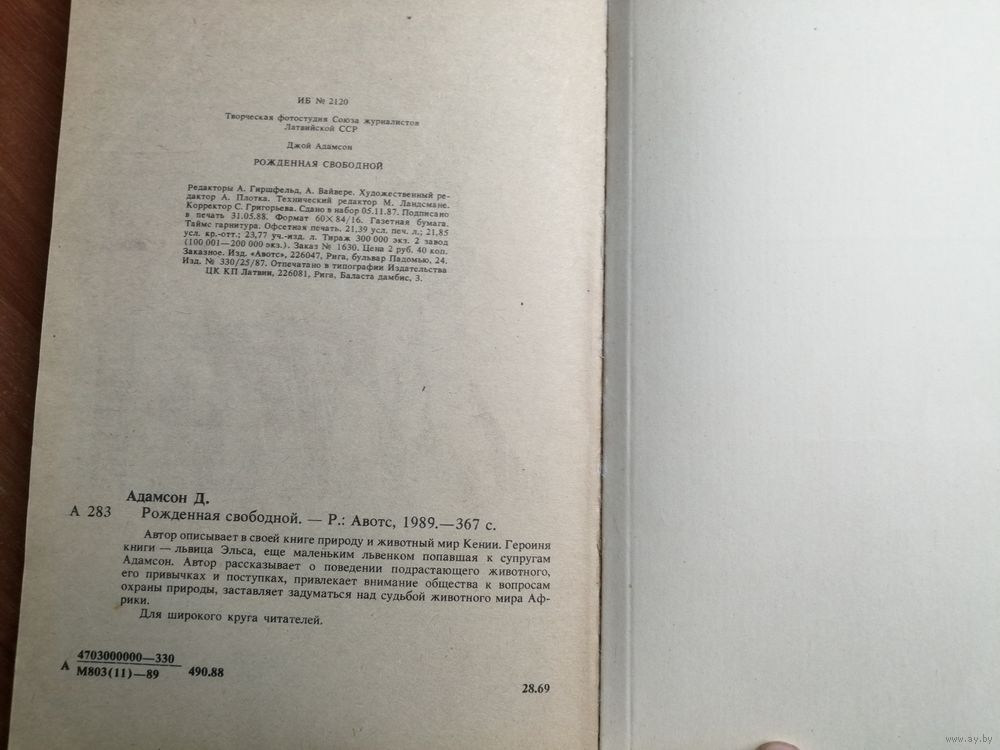 ИБ № 2120
Творческая фотостудия Союза журналистов
Латвийской ССР
Джой Адамсон
РОЖДЕННАЯ СВОБОДНОЙ
Редакторы А. Гиршфельд, А. Вайвере. Художественный ре-
дактор А. Плотка. Технический редактор М. Ландсмане.
Корректор С. Григорьева. Сдано в набор 05.11.87. Подписано
в печать 31.05.88. Формат 60×84/16. Газетная бумага.
Таймс гарнитура. Офсетная печать. 21,39 усл. печ. л.; 21,85
усл. кр.-отт.; 23,77 уч.-изд. л. Тираж 300 000 экз. 2 завод
(100 001—200 000 экз.). Заказ № 1630. Цена 2 руб. 40 коп.
Заказное. Изд. «Авотс», 226047, Рига, бульвар Падомью, 24.
Изд. № 330/25/87. Отпечатано в типографии Издательства
ЦК КП Латвии, 226081, Рига, Баласта дамбис, 3.
Адамсон Д.
А 283 Рожденная свободной. — Р.: Авотс, 1989.—367 с.
Автор описывает в своей книге природу и животный мир Кении. Героиня
книги — львица Эльса, еще маленьким львенком попавшая к супругам
Адамсон. Автор рассказывает о поведении подрастающего животного,
его привычках и поступках, привлекает внимание общества к вопросам
охраны природы, заставляет задуматься над судьбой животного мира Аф-
рики.
Для широкого круга читателей.
А 4703000000—330
М803(11)—89 490.88
28.69
www.ay.by